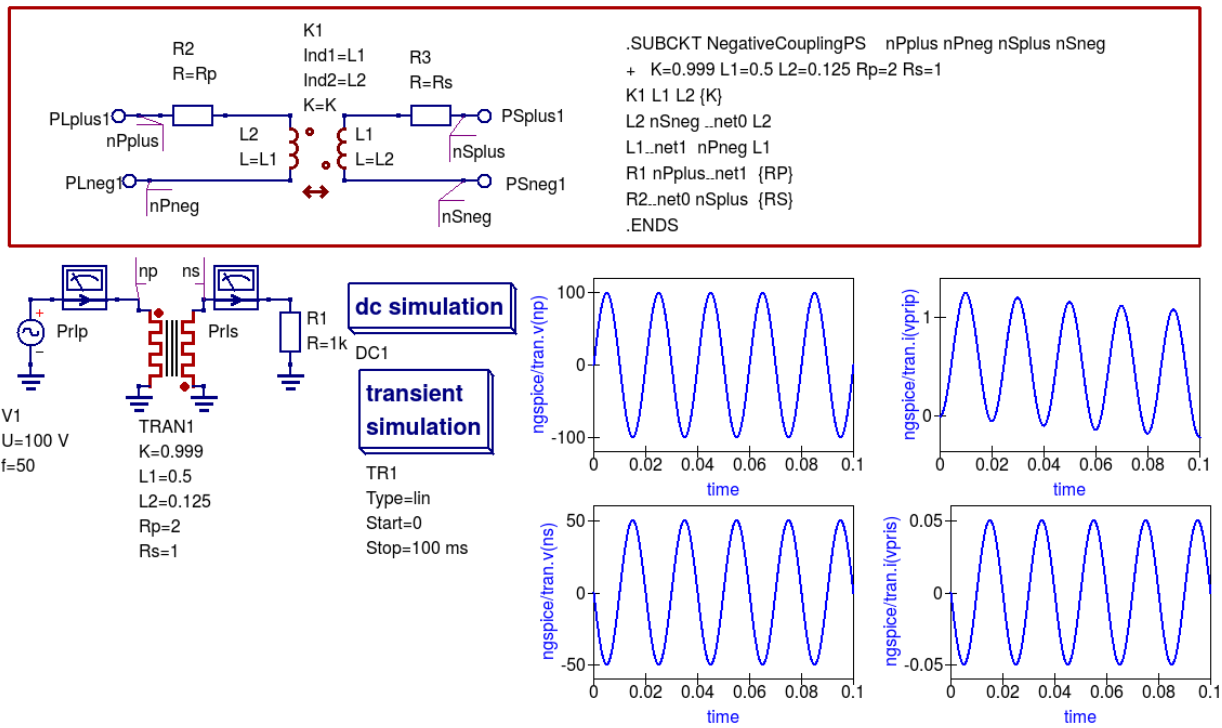 K1
Ind1=L1
Ind2=L2
K=K
R2
R=Rp
R3
R=Rs
PLplus1
nPplus
L2
L=L1
L1
L=L2
PSplus1
nSplus
PLneg1
nPneg
PSneg1
nSneg
.SUBCKT NegativeCouplingPS nPplus nPneg nSplus nSneg
+ K=0.999 L1=0.5 L2=0.125 Rp=2 Rs=1
K1 L1 L2 {K}
L2 nSneg _net0 L2
L1_net1 nPneg L1
R1 nPplus_net1 {RP}
R2_net0 nSplus {RS}
.ENDS
np
ns
+
−
PrIp
PrIs
R1
R=1k
V1
U=100 V
f=50
TRAN1
K=0.999
L1=0.5
L2=0.125
Rp=2
Rs=1
dc simulation
DC1
transient
simulation
TR1
Type=lin
Start=0
Stop=100 ms
ngspice/tran.v(np)
100
0
-100
0 0.02 0.04 0.06 0.08 0.1
time
ngspice/tran.i(vprip)
1
0
0 0.02 0.04 0.06 0.08 0.1
time
ngspice/tran.v(ns)
50
0
-50
0 0.02 0.04 0.06 0.08 0.1
time
ngspice/tran.i(vpris)
0.05
0
-0.05
0 0.02 0.04 0.06 0.08 0.1
time